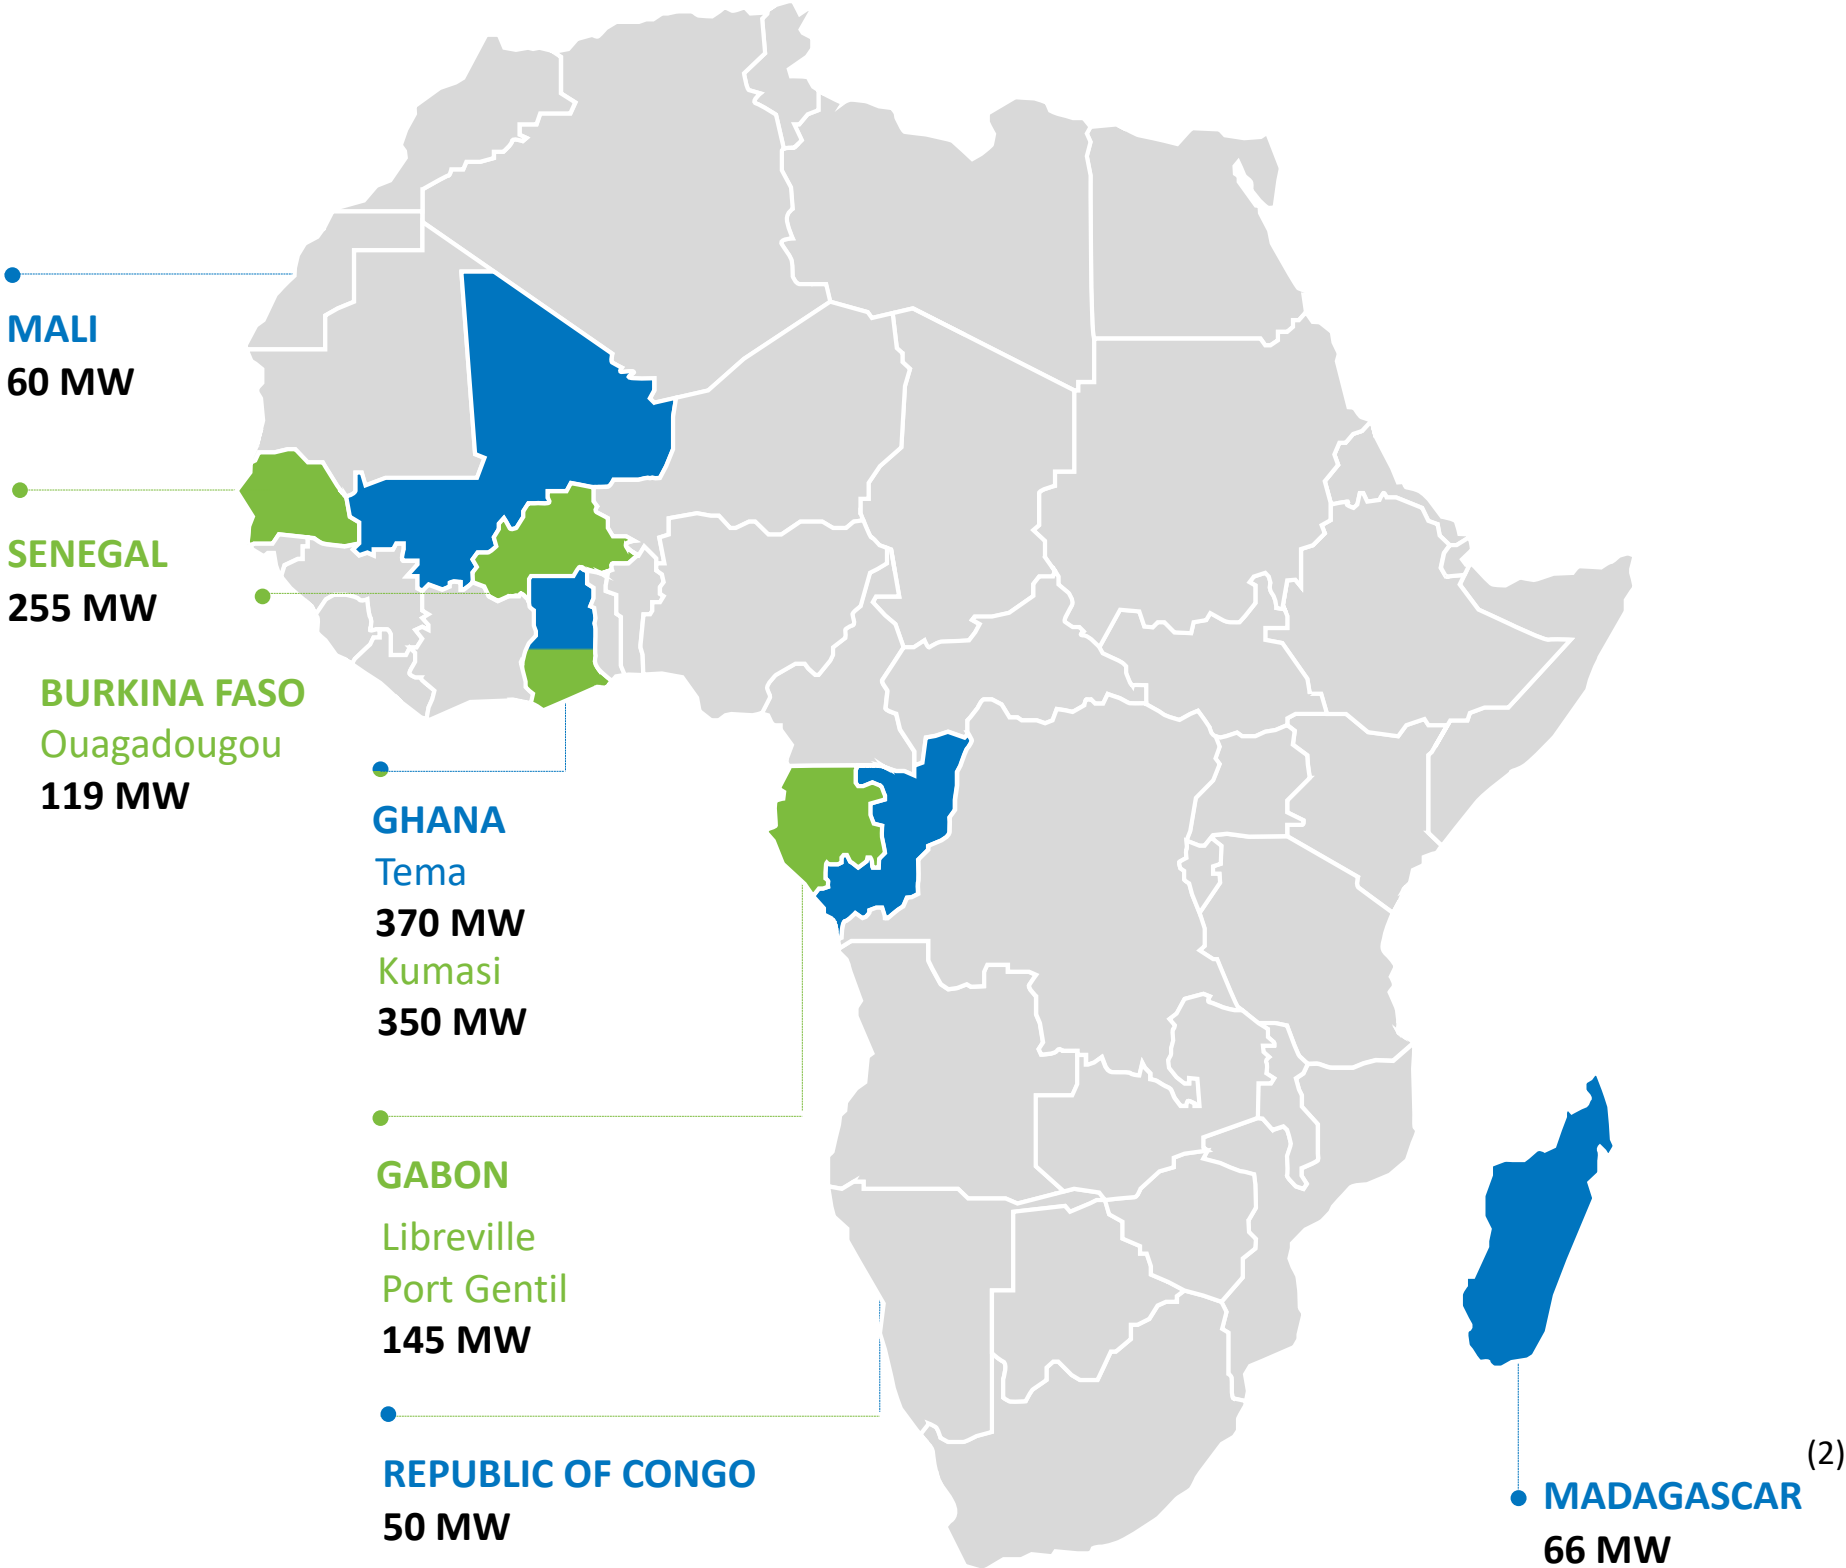 MALI
60 MW
SENEGAL
255 MW
BURKINA FASO
Ouagadougou
119 MW
GHANA
Tema
370 MW
Kumasi
350 MW
GABON
Libreville
Port Gentil
145 MW
REPUBLIC OF CONGO
50 MW
(2)
MADAGASCAR
66 MW